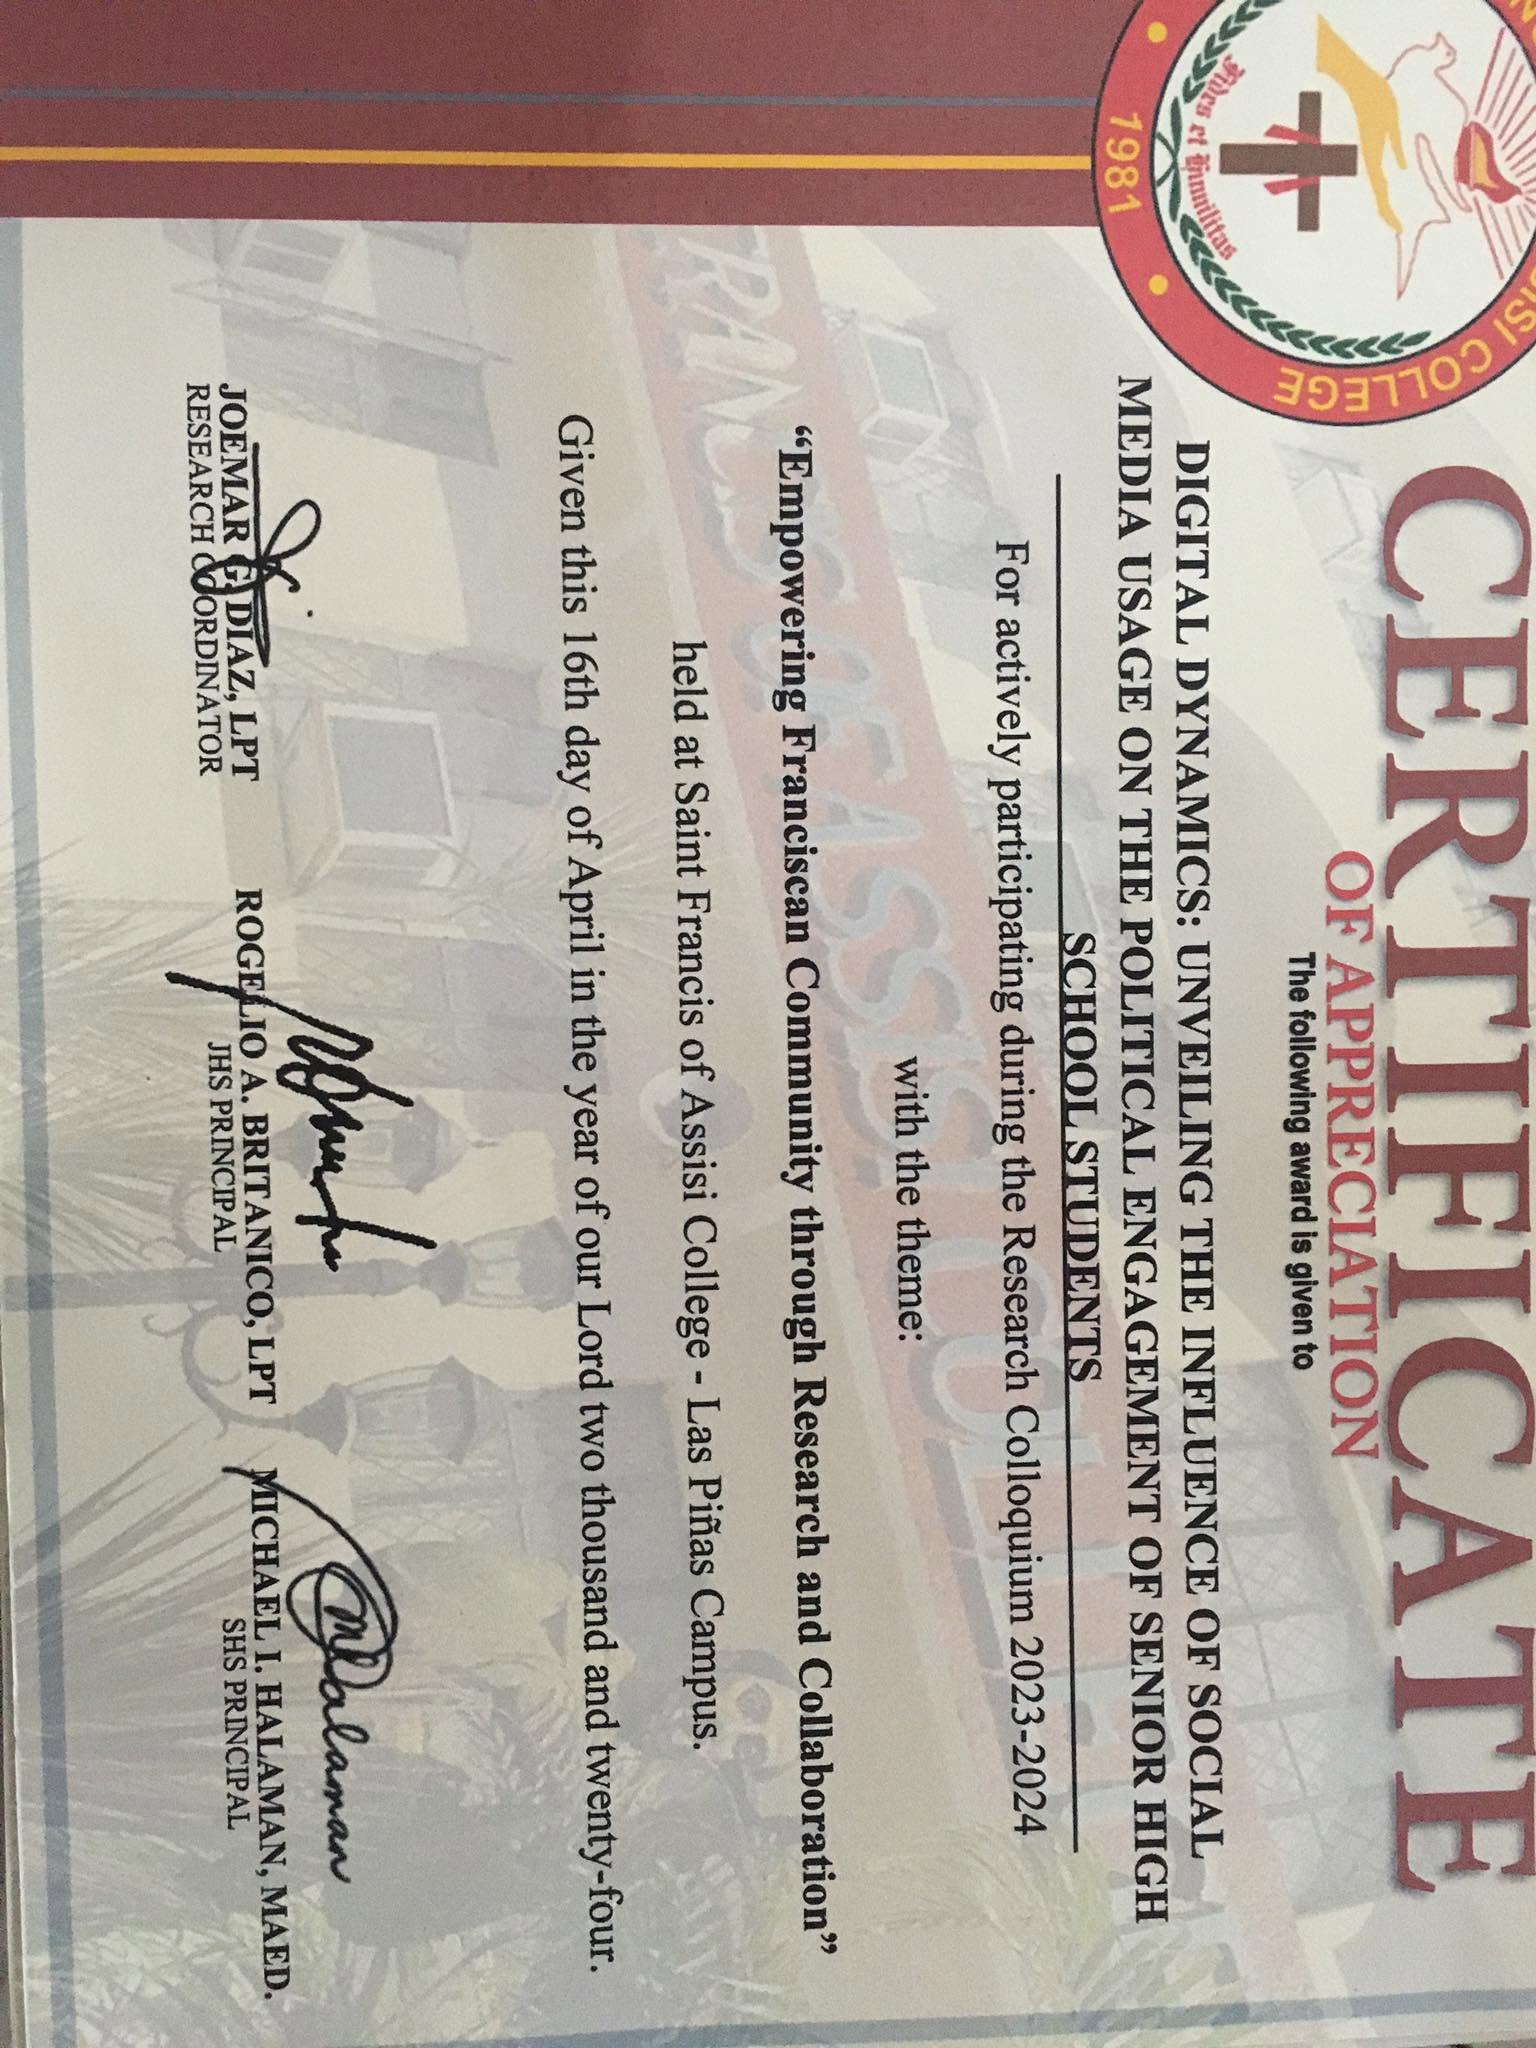 CERTIFICATE
OF APPRECIATION
The following award is given to
DIGITAL DYNAMICS: UNVEILING THE INFLUENCE OF SOCIAL
MEDIA USAGE ON THE POLITICAL ENGAGEMENT OF SENIOR HIGH
SCHOOL STUDENTS
For actively participating during the Research Colloquium 2023-2024
with the theme:
“Empowering Franciscan Community through Research and Collaboration”
held at Saint Francis of Assisi College - Las Piñas Campus.
Given this 16th day of April in the year of our Lord two thousand and twenty-four.
JOEMAR G. DIAZ, LPT
RESEARCH COORDINATOR
ROGELIO A. BRITANICO, LPT
JHS PRINCIPAL
MICHAEL I. HALAMAN, MAED.
SHS PRINCIPAL
COLLEGE
1981
Fides et Humilitas